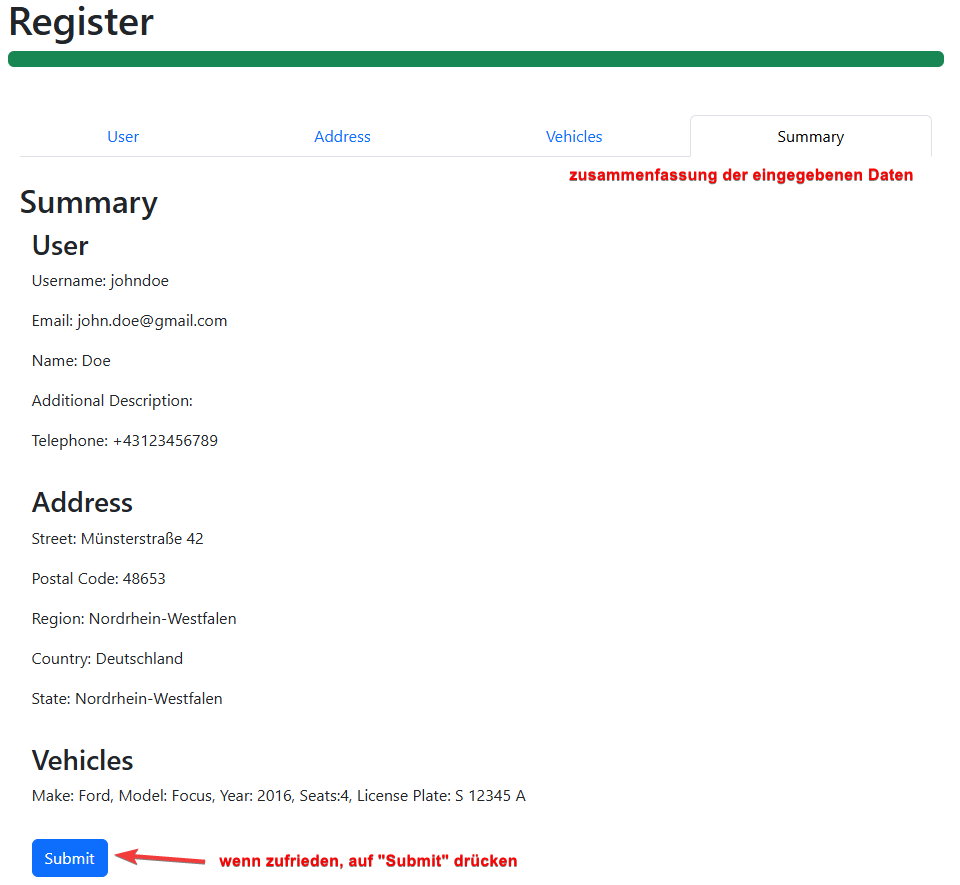 Register
User
Address
Vehicles
Summary
zusammenfassung der eingegebenen Daten
Summary
User
Username: johndoe
Email: john.doe@gmail.com
Name: Doe
Additional Description:
Telephone: +43123456789
Address
Street: Münsterstraße 42
Postal Code: 48653
Region: Nordrhein-Westfalen
Country: Deutschland
State: Nordrhein-Westfalen
Vehicles
Make: Ford, Model: Focus, Year: 2016, Seats:4, License Plate: S 12345 A
Submit
wenn zufrieden, auf "Submit" drücken